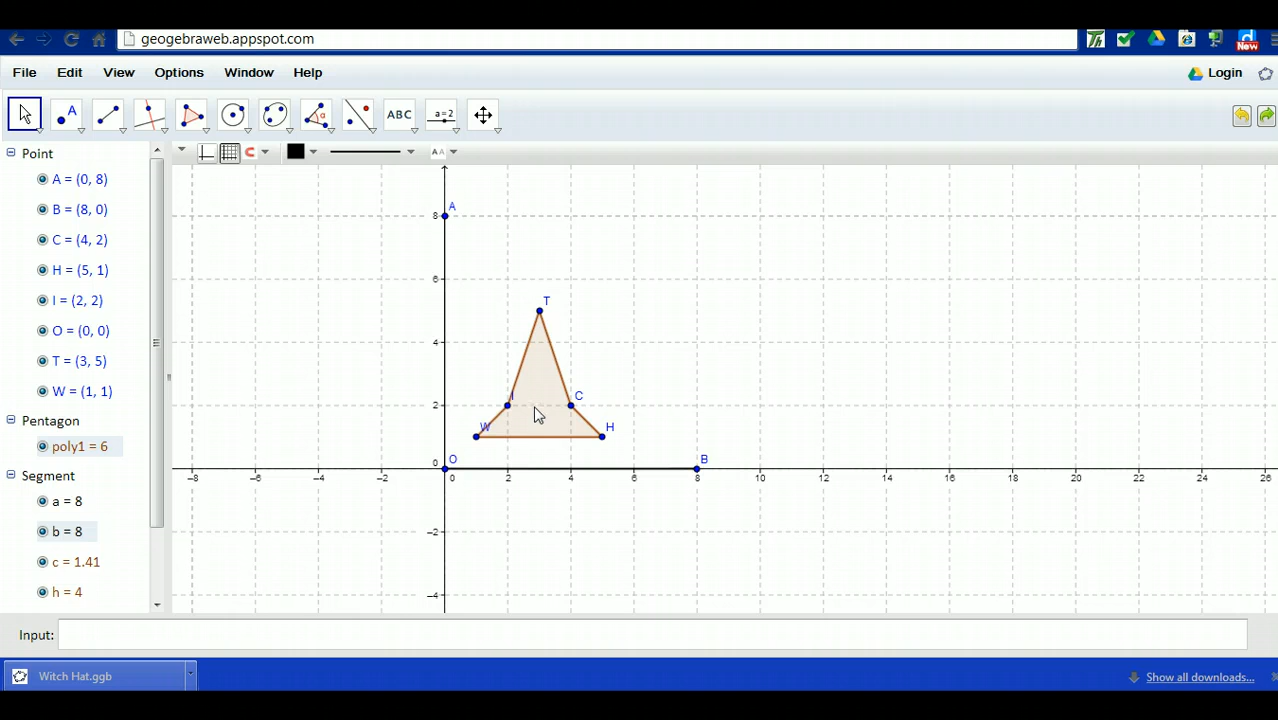 geogebraweb.appspot.com
Th
d
New
File Edit View Options Window Help Login
A
α
ABC
a=2
AA
Point
A = (0, 8)
B = (8, 0)
C = (4, 2)
H = (5, 1)
I = (2, 2)
O = (0, 0)
T = (3, 5)
W = (1, 1)
Pentagon
poly1 = 6
Segment
a = 8
b = 8
c = 1.41
h = 4
A
8
6
T
4
I C
2
W H
0 O B
−8 −6 −4 −2 0 2 4 6 8 10 12 14 16 18 20 22 24 26
−2
−4
Input:
Witch Hat.ggb
Show all downloads...